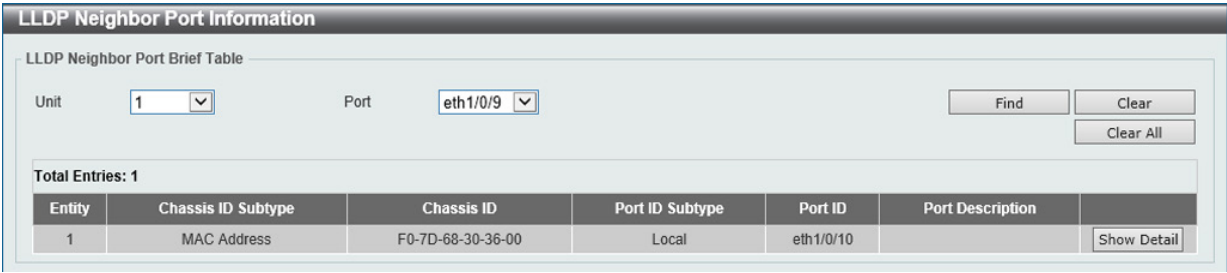 LLDP Neighbor Port Information
LLDP Neighbor Port Brief Table
Unit 1 Port eth1/0/9 Find Clear
Clear All
Total Entries: 1
Entity Chassis ID Subtype Chassis ID Port ID Subtype Port ID Port Description
1 MAC Address F0-7D-68-30-36-00 Local eth1/0/10 Show Detail